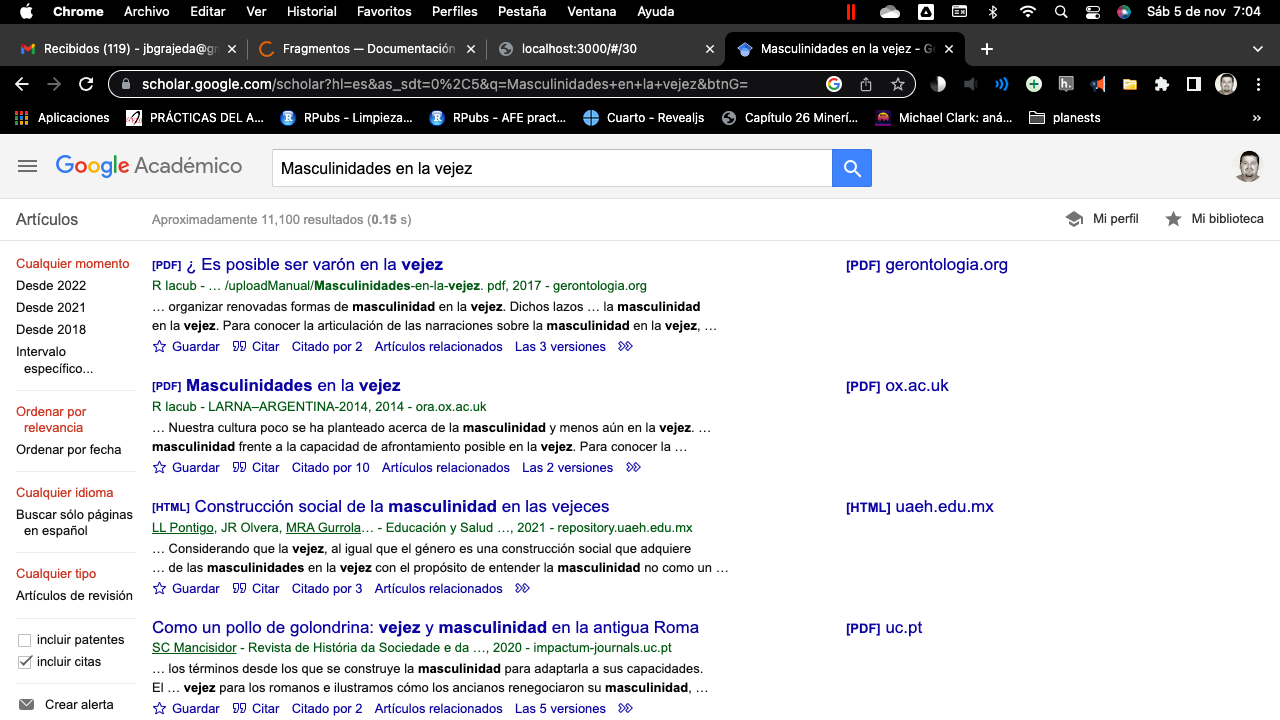 Chrome Archivo Editar Ver Historial Favoritos Perfiles Pestaña Ventana Ayuda Sáb 5 de nov 7:04
Recibidos (119) - jbgrajeda@gm Fragmentos — Documentación localhost:3000/#/30 Masculinidades en la vejez - Go
scholar.google.com/scholar?hl=es&as_sdt=0%2C5&q=Masculinidades+en+la+vejez&btnG=
Aplicaciones PRÁCTICAS DEL A... RPubs - Limpieza... RPubs - AFE pract... Cuarto - Revealjs Capítulo 26 Minerí... Michael Clark: aná... planests »
Google Académico Masculinidades en la vejez
Artículos Aproximadamente 11,100 resultados (0.15 s) Mi perfil Mi biblioteca
Cualquier momento
Desde 2022
Desde 2021
Desde 2018
Intervalo
específico...
Ordenar por
relevancia
Ordenar por fecha
Cualquier idioma
Buscar sólo páginas
en español
Cualquier tipo
Artículos de revisión
incluir patentes
incluir citas
Crear alerta
[PDF] ¿ Es posible ser varón en la vejez
R Iacub - … /uploadManual/Masculinidades-en-la-vejez. pdf, 2017 - gerontologia.org
… organizar renovadas formas de masculinidad en la vejez. Dichos lazos … la masculinidad
en la vejez. Para conocer la articulación de las narraciones sobre la masculinidad en la vejez, …
Guardar Citar Citado por 2 Artículos relacionados Las 3 versiones
[PDF] gerontologia.org
[PDF] Masculinidades en la vejez
R Iacub - LARNA–ARGENTINA-2014, 2014 - ora.ox.ac.uk
… Nuestra cultura poco se ha planteado acerca de la masculinidad y menos aún en la vejez. …
masculinidad frente a la capacidad de afrontamiento posible en la vejez. Para conocer la …
Guardar Citar Citado por 10 Artículos relacionados Las 2 versiones
[PDF] ox.ac.uk
[HTML] Construcción social de la masculinidad en las vejeces
LL Pontigo, JR Olvera, MRA Gurrola… - Educación y Salud …, 2021 - repository.uaeh.edu.mx
… Considerando que la vejez, al igual que el género es una construcción social que adquiere
… de las masculinidades en la vejez con el propósito de entender la masculinidad no como un …
Guardar Citar Citado por 3 Artículos relacionados
[HTML] uaeh.edu.mx
Como un pollo de golondrina: vejez y masculinidad en la antigua Roma
SC Mancisidor - Revista de História da Sociedade e da …, 2020 - impactum-journals.uc.pt
… los términos desde los que se construye la masculinidad para adaptarla a sus capacidades.
El … vejez para los romanos e ilustramos cómo los ancianos renegociaron su masculinidad, …
Guardar Citar Citado por 2 Artículos relacionados Las 5 versiones
[PDF] uc.pt